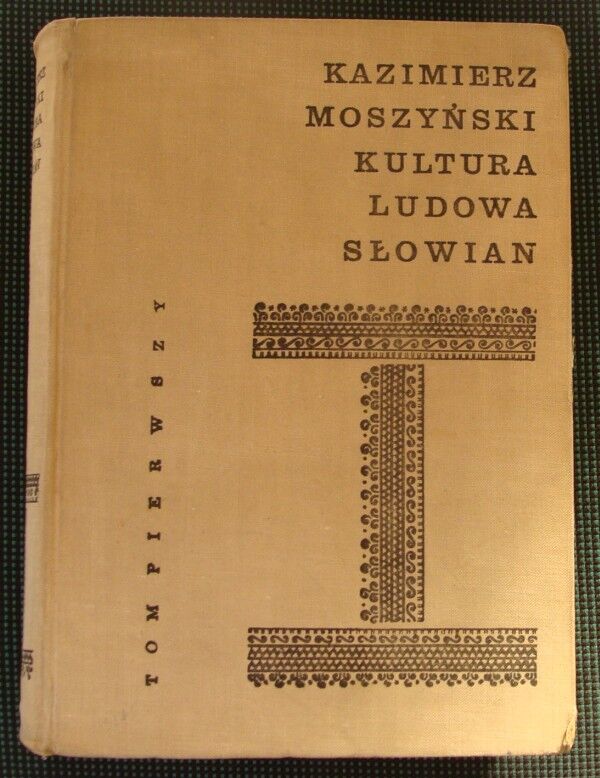 KAZIMIERZ
MOSZYŃSKI
KULTURA
LUDOWA
SŁOWIAN
TOM PIERWSZY
I